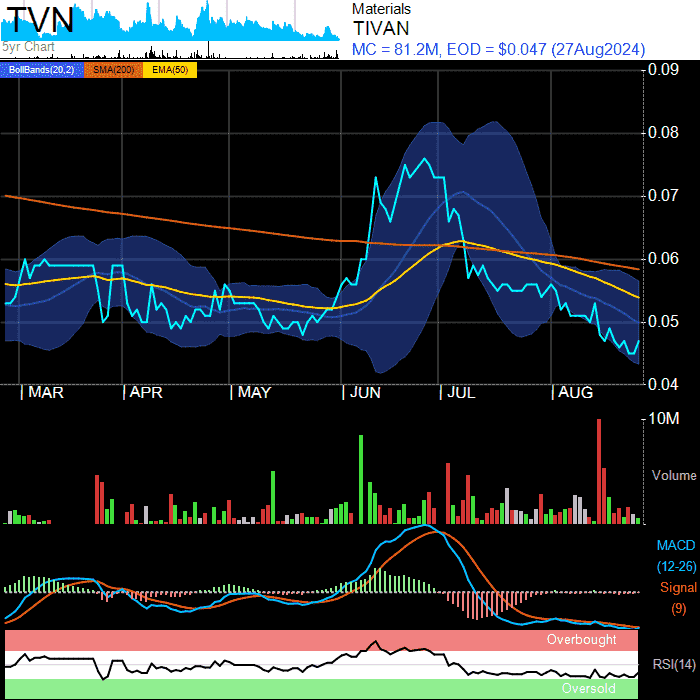 TVN
Materials
TIVAN
MC = 81.2M, EOD = $0.047 (27Aug2024)
5yr Chart
BollBands(20,2) SMA(200) EMA(50)
0.09
0.08
0.07
0.06
0.05
0.04
MAR APR MAY JUN JUL AUG
10M
Volume
MACD
(12-26)
Signal
(9)
Overbought
RSI(14)
Oversold